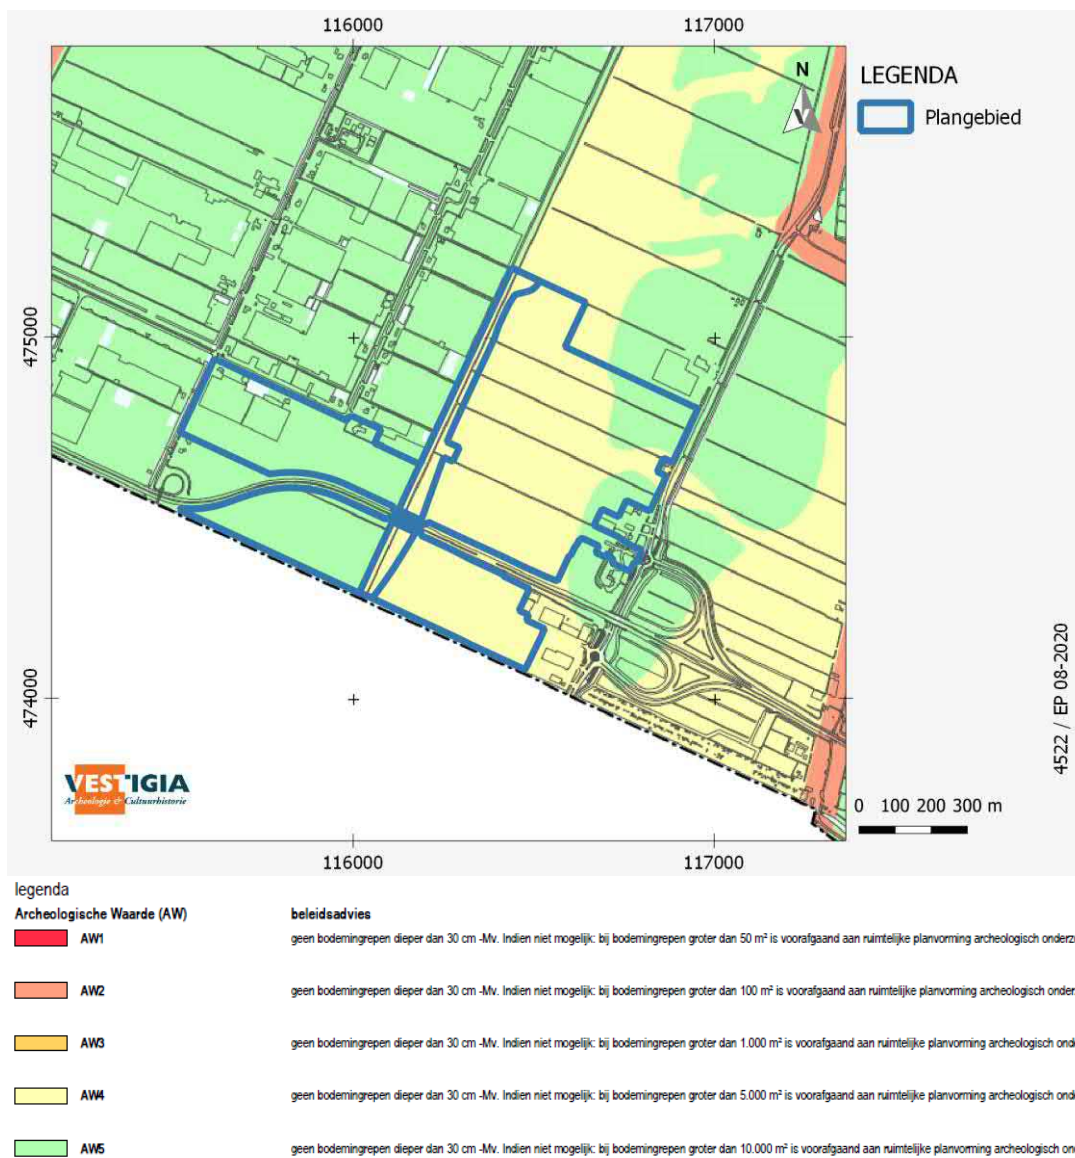 116000 117000
LEGENDA
Plangebied
N
475000
474000
VESTIGIA
Archeologie & Cultuurhistorie
0 100 200 300 m
4522 / EP 08-2020
116000 117000
legenda
Archeologische Waarde (AW) beleidsadvies
AW1 geen bodemingrepen dieper dan 30 cm -Mv. Indien niet mogelijk: bij bodemingrepen groter dan 50 m² is voorafgaand aan ruimtelijke planvorming archeologisch onderz
AW2 geen bodemingrepen dieper dan 30 cm -Mv. Indien niet mogelijk: bij bodemingrepen groter dan 100 m² is voorafgaand aan ruimtelijke planvorming archeologisch onder
AW3 geen bodemingrepen dieper dan 30 cm -Mv. Indien niet mogelijk: bij bodemingrepen groter dan 1.000 m² is voorafgaand aan ruimtelijke planvorming archeologisch ond
AW4 geen bodemingrepen dieper dan 30 cm -Mv. Indien niet mogelijk: bij bodemingrepen groter dan 5.000 m² is voorafgaand aan ruimtelijke planvorming archeologisch ond
AW5 geen bodemingrepen dieper dan 30 cm -Mv. Indien niet mogelijk: bij bodemingrepen groter dan 10.000 m² is voorafgaand aan ruimtelijke planvorming archeologisch on